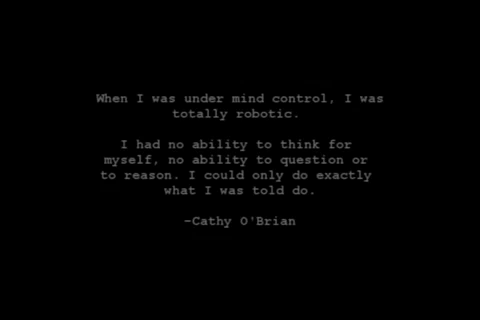 When I was under mind control, I was
totally robotic.
I had no ability to think for
myself, no ability to question or
to reason. I could only do exactly
what I was told do.
-Cathy O'Brian